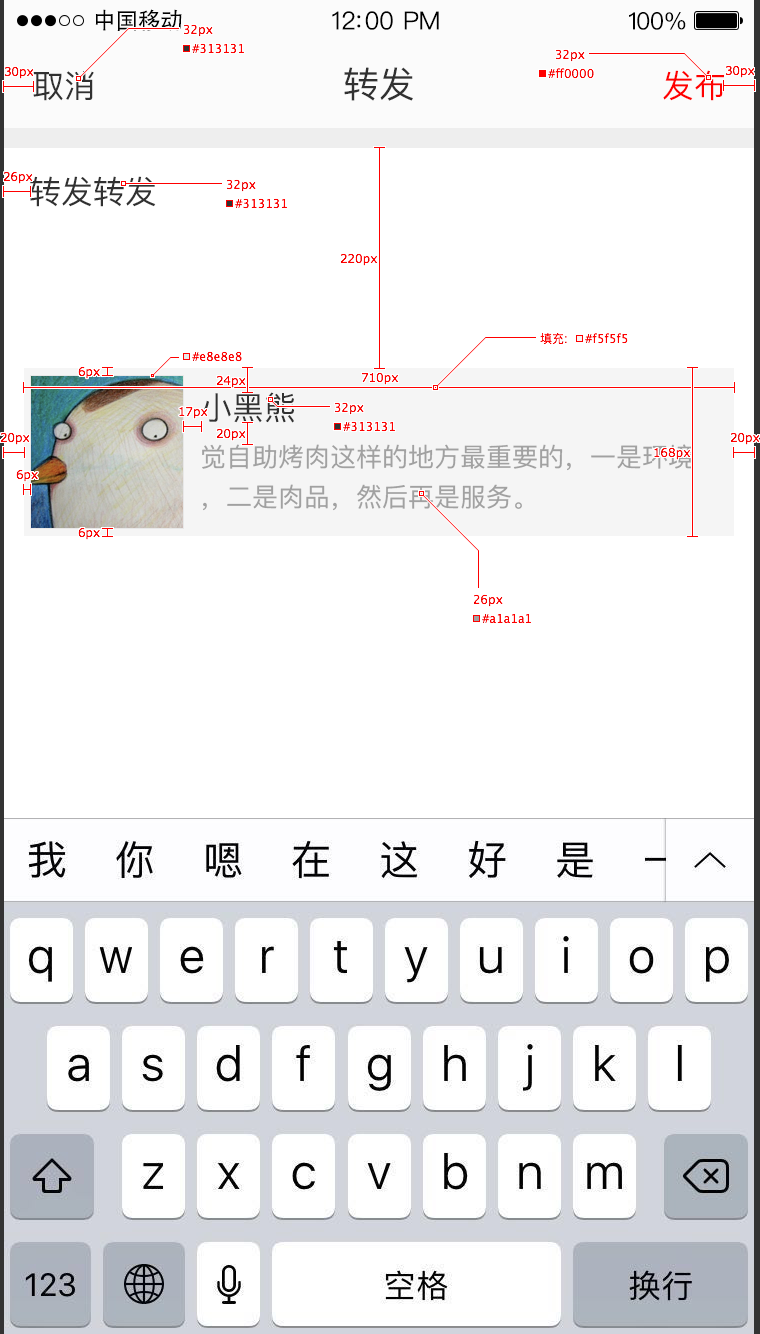 中国移动 12:00 PM 100%
32px
#313131
32px
#ff0000
30px 取消 转发 发布 30px
26px 转发转发
32px
#313131
220px
填充: #f5f5f5
#e8e8e8
6px
24px
710px
17px 小黑熊
32px
#313131
20px
20px
觉自助烤肉这样的地方最重要的，一是环境
168px
20px
6px
，二是肉品，然后再是服务。
6px
26px
#a1a1a1
我 你 嗯 在 这 好 是 一
q w e r t y u i o p
a s d f g h j k l
z x c v b n m
123 空格 换行